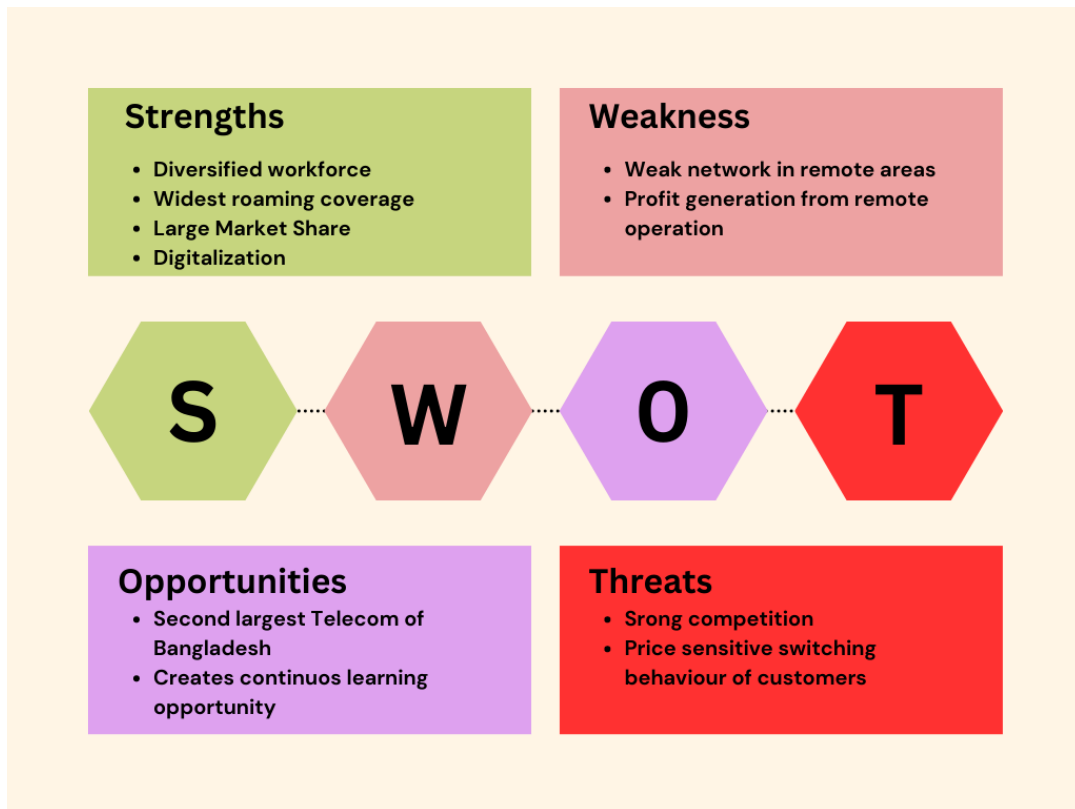 Strengths
• Diversified workforce
• Widest roaming coverage
• Large Market Share
• Digitalization
Weakness
• Weak network in remote areas
• Profit generation from remote
operation
S
W
O
T
Opportunities
• Second largest Telecom of
Bangladesh
• Creates continuos learning
opportunity
Threats
• Srong competition
• Price sensitive switching
behaviour of customers